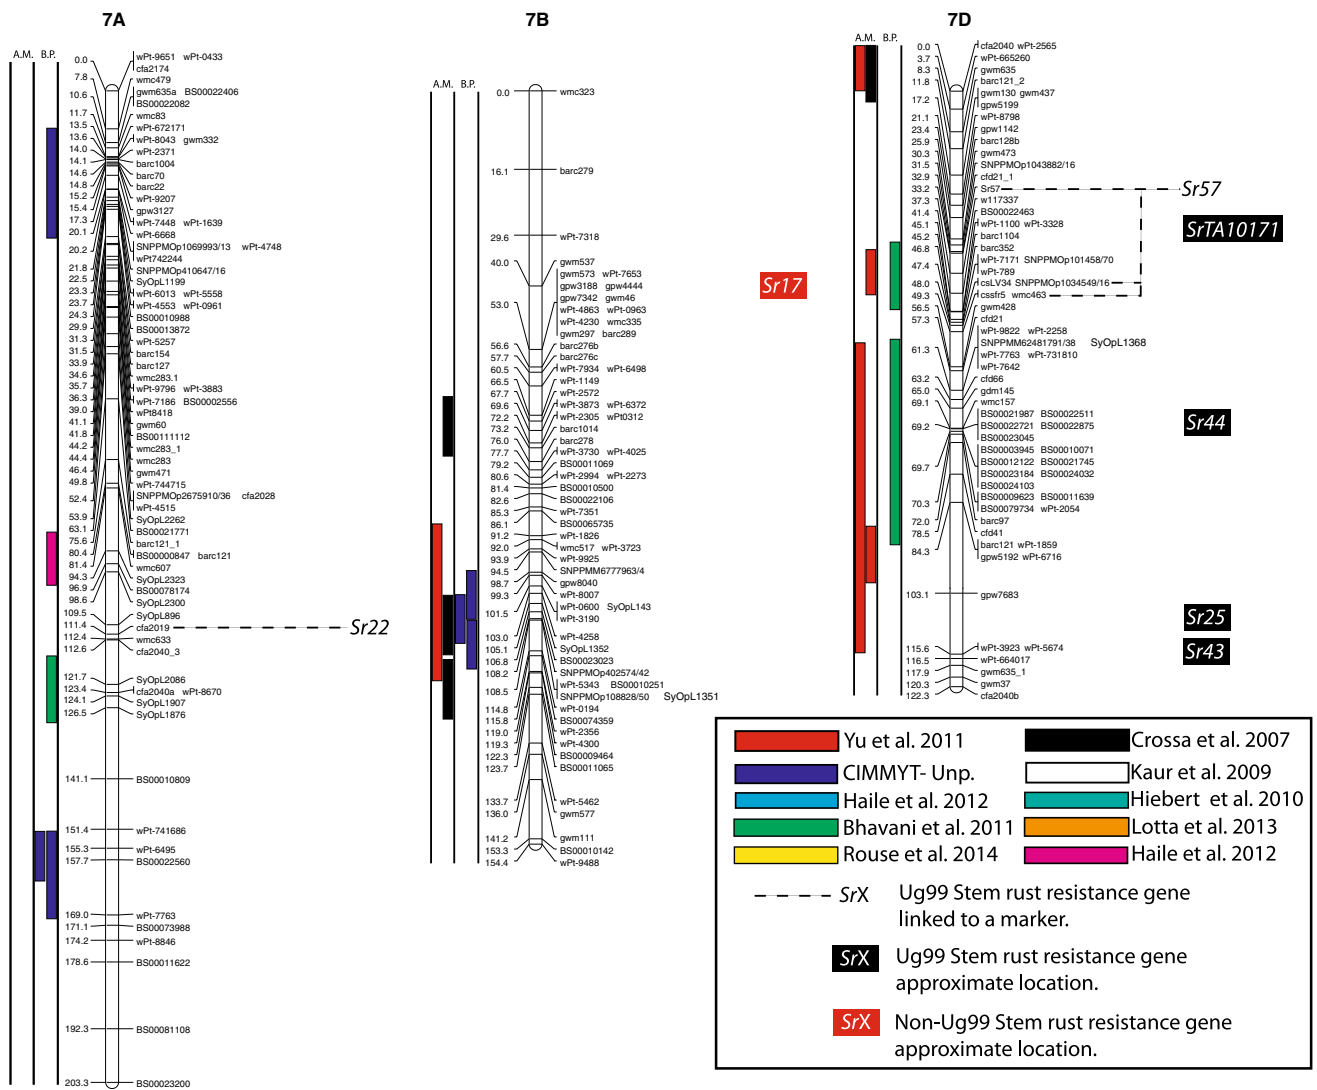 7A
A.M. B.P.
0.0 wPt-9651 wPt-0433
cfa2174
7.8 wmc479
10.6 gwm635a BS00022406
BS00022082
11.7 wmc83
13.5 wPt-672171
13.6 wPt-8043 gwm332
14.0 wPt-2371
14.1 barc1004
14.6 barc70
14.8 barc22
15.2 wPt-9207
15.4 gpw3127
17.3 wPt-7448 wPt-1639
20.1 wPt-6668
20.2 SNPPMOp1069993/13 wPt-4748
wPt742244
21.8 SNPPMOp410647/16
22.5 SyOpL1199
23.3 wPt-6013 wPt-5558
23.7 wPt-4553 wPt-0961
24.3 BS00010988
29.9 BS00013872
31.3 wPt-5257
31.5 barc154
33.9 barc127
34.6 wmc283.1
35.7 wPt-9796 wPt-3883
36.3 wPt-7186 BS00002556
39.0 wPt8418
41.1 gwm60
41.8 BS00111112
44.2 wmc283_1
44.4 wmc283
46.4 gwm471
49.8 wPt-744715
52.4 SNPPMOp2675910/36 cfa2028
wPt-4515
53.9 SyOpL2262
63.1 BS00021771
75.6 barc121_1
80.4 BS00000847 barc121
81.4 wmc607
94.3 SyOpL2323
96.9 BS00078174
98.6 SyOpL2300
109.5 SyOpL896
111.4 cfa2019 Sr22
112.4 wmc633
112.6 cfa2040_3
121.7 SyOpL2086
123.4 cfa2040a wPt-8670
124.1 SyOpL1907
126.5 SyOpL1876
141.1 BS00010809
151.4 wPt-741686
155.3 wPt-6495
157.7 BS00022560
169.0 wPt-7763
171.1 BS00073988
174.2 wPt-8846
178.6 BS00011622
192.3 BS00081108
203.3 BS00023200
7B
A.M. B.P.
0.0 wmc323
16.1 barc279
29.6 wPt-7318
40.0 gwm537
53.0 gwm573 wPt-7653
gpw3188 gpw4444
gpw7342 gwm46
wPt-4863 wPt-0963
wPt-4230 wmc335
gwm297 barc289
56.6 barc276b
57.7 barc276c
60.5 wPt-7934 wPt-6498
66.5 wPt-1149
67.7 wPt-2572
69.6 wPt-3873 wPt-6372
72.2 wPt-2305 wPt0312
73.2 barc1014
76.0 barc278
77.7 wPt-3730 wPt-4025
79.2 BS00011069
80.6 wPt-2994 wPt-2273
81.4 BS00010500
82.6 BS00022106
85.3 wPt-7351
86.1 BS00065735
91.2 wPt-1826
92.0 wmc517 wPt-3723
93.9 wPt-9925
94.5 SNPPMM6777963/4
98.7 gpw8040
99.3 wPt-8007
101.5 wPt-0600 SyOpL143
wPt-3190
103.0 wPt-4258
105.1 SyOpL1352
106.8 BS00023023
108.2 SNPPMOp402574/42
108.5 wPt-5343 BS00010251
SNPPMOp108828/50 SyOpL1351
114.8 wPt-0194
115.8 BS00074359
119.0 wPt-2356
119.3 wPt-4300
122.3 BS00009464
123.7 BS00011065
133.7 wPt-5462
136.0 gwm577
141.2 gwm111
153.3 BS00010142
154.4 wPt-9488
7D
A.M. B.P.
0.0 cfa2040 wPt-2565
3.7 wPt-665260
8.3 gwm635
11.8 barc121_2
17.2 gwm130 gwm437
gpw5199
21.1 wPt-8798
23.4 gpw1142
25.9 barc128b
30.3 gwm473
31.5 SNPPMOp1043882/16
32.9 cfd21_1
33.2 Sr57 Sr57
37.3 w117337
41.4 BS00022463
45.1 wPt-1100 wPt-3328
45.2 barc1104
46.8 barc352
47.4 wPt-7171 SNPPMOp101458/70
wPt-789
48.0 csLV34 SNPPMOp1034549/16
49.3 cssfr5 wmc463
56.5 gwm428
57.3 cfd21
61.3 wPt-9822 wPt-2258
SNPPMM62481791/38 SyOpL1368
wPt-7763 wPt-731810
wPt-7642
63.2 cfd66
65.0 gdm145
69.1 wmc157
69.2 BS00021987 BS00022511
BS00022721 BS00022875
BS00023045
69.7 BS00003945 BS00010071
BS00012122 BS00021745
BS00023184 BS00024032
BS00024103
70.3 BS00009623 BS00011639
BS00079734 wPt-2054
72.0 barc97
78.5 cfd41
84.3 barc121 wPt-1859
gpw5192 wPt-6716
103.1 gpw7683
115.6 wPt-3923 wPt-5674
116.5 wPt-664017
117.9 gwm635_1
120.3 gwm37
122.3 cfa2040b
SrTA10171
Sr17
Sr44
Sr25
Sr43
Yu et al. 2011 Crossa et al. 2007
CIMMYT- Unp. Kaur et al. 2009
Haile et al. 2012 Hiebert et al. 2010
Bhavani et al. 2011 Lotta et al. 2013
Rouse et al. 2014 Haile et al. 2012
SrX Ug99 Stem rust resistance gene
linked to a marker.
SrX Ug99 Stem rust resistance gene
approximate location.
SrX Non-Ug99 Stem rust resistance gene
approximate location.